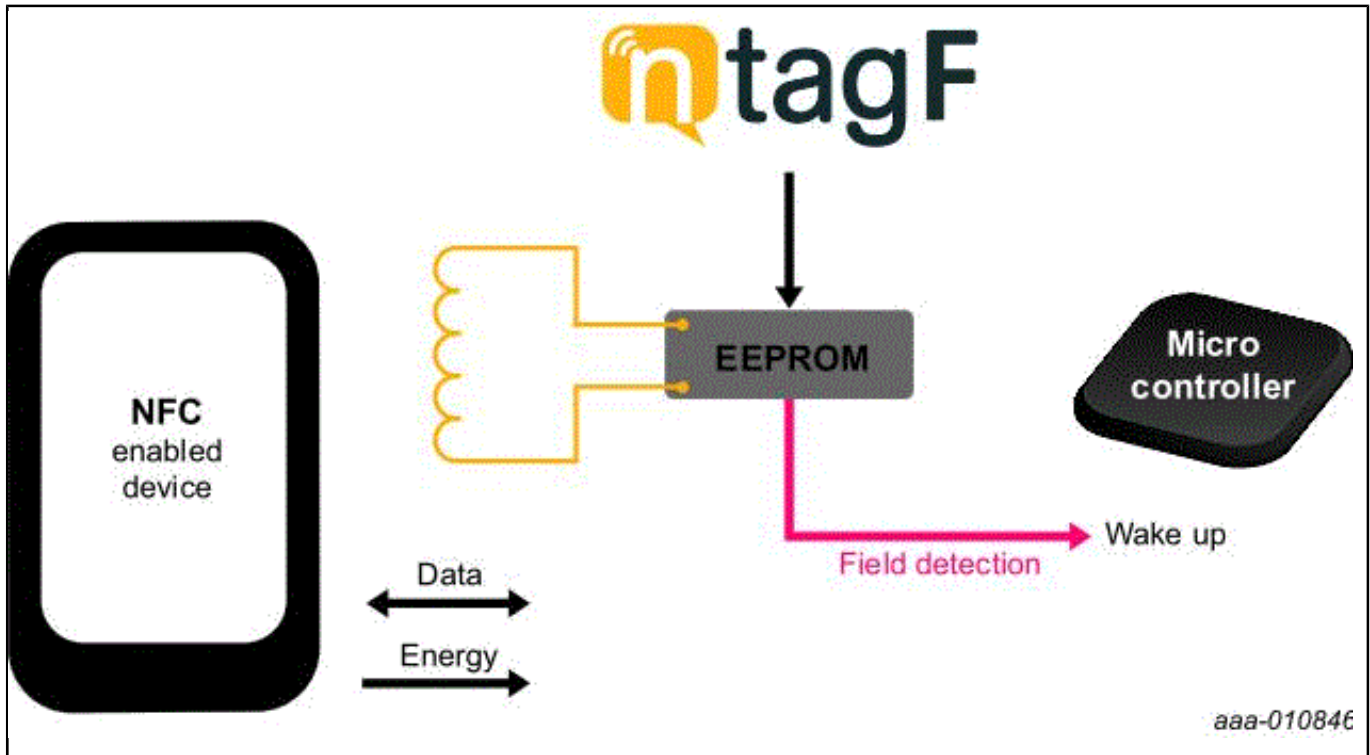 ntagF
EEPROM
Micro
controller
NFC
enabled
device
Wake up
Field detection
Data
Energy
aaa-010846